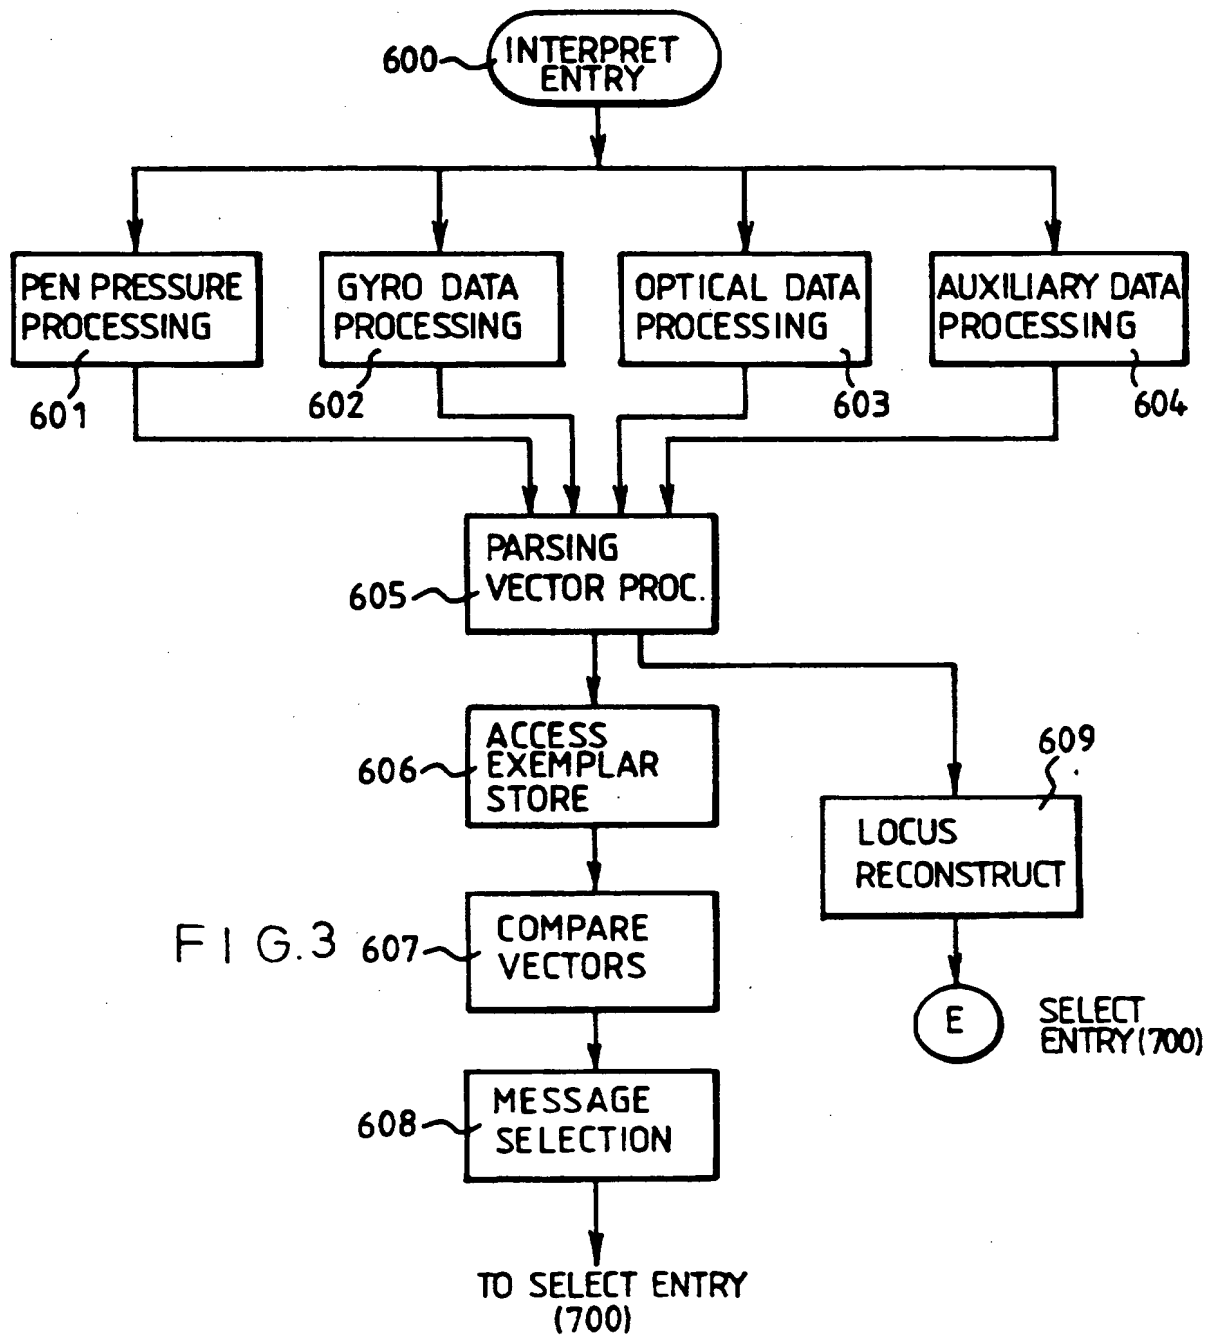 600
INTERPRET
ENTRY
PEN PRESSURE
PROCESSING
601
GYRO DATA
PROCESSING
602
OPTICAL DATA
PROCESSING
603
AUXILIARY DATA
PROCESSING
604
PARSING
VECTOR PROC.
605
ACCESS
EXEMPLAR
STORE
606
609
LOCUS
RECONSTRUCT
FIG.3
COMPARE
VECTORS
607
E
SELECT
ENTRY(700)
MESSAGE
SELECTION
608
TO SELECT ENTRY
(700)